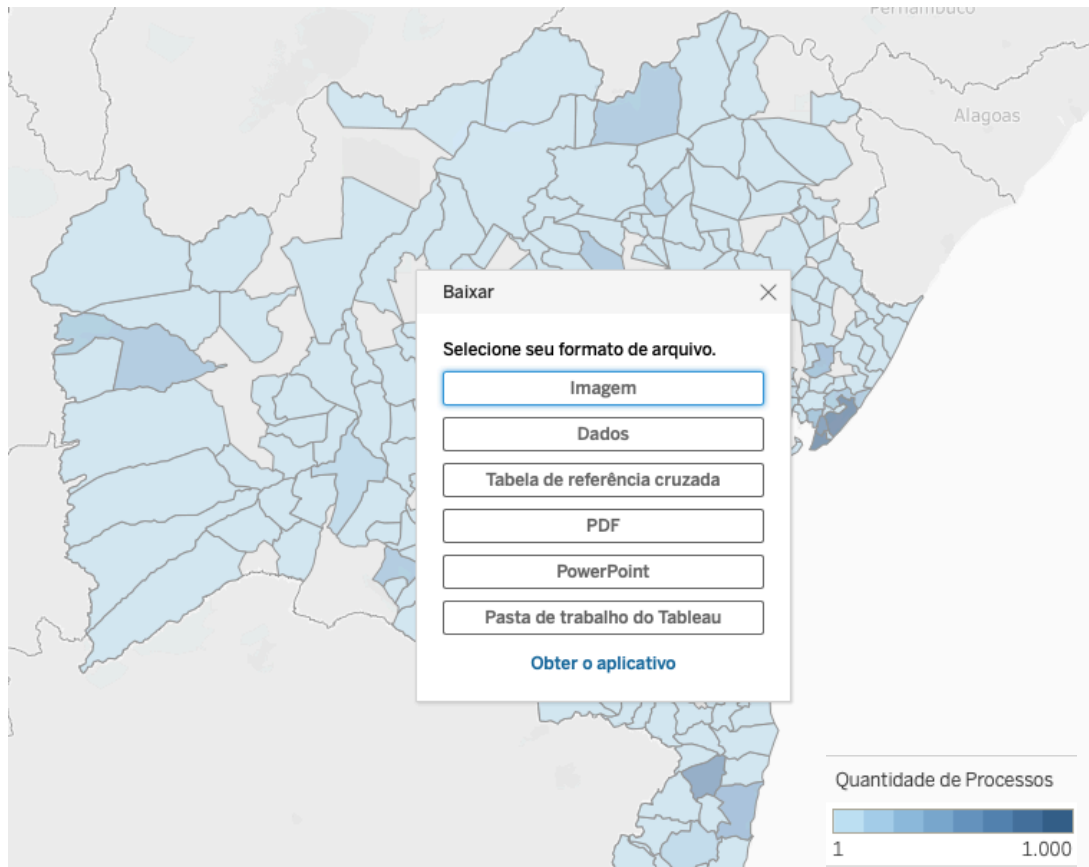 Pernambuco
Alagoas
Baixar
Selecione seu formato de arquivo.
Imagem
Dados
Tabela de referência cruzada
PDF
PowerPoint
Pasta de trabalho do Tableau
Obter o aplicativo
Quantidade de Processos
1 1.000